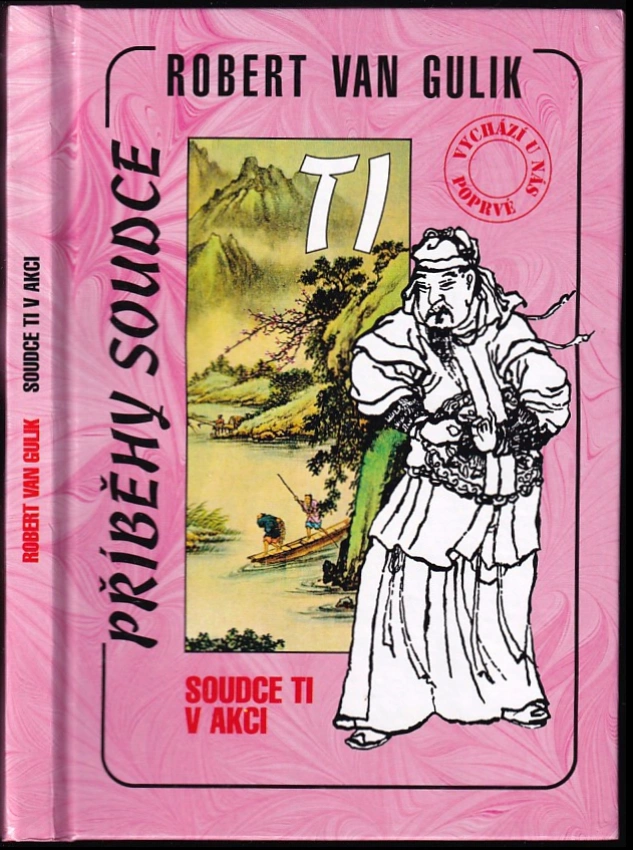 ROBERT VAN GULIK
PŘÍBĚHY SOUDCE
TI
VYCHÁZÍ U NÁS
POPRVÉ
SOUDCE TI
V AKCI
ROBERT VAN GULIK SOUDCE TI V AKCI